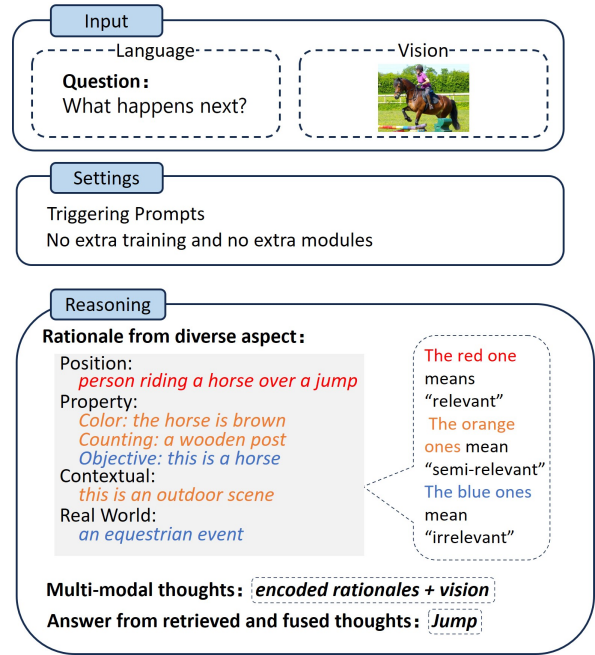 Input
Language
Vision
Question:
What happens next?
Settings
Triggering Prompts
No extra training and no extra modules
Reasoning
Rationale from diverse aspect:
Position:
person riding a horse over a jump
Property:
Color: the horse is brown
Counting: a wooden post
Objective: this is a horse
Contextual:
this is an outdoor scene
Real World:
an equestrian event
The red one
means
“relevant”
The orange
ones mean
“semi-relevant”
The blue ones
mean
“irrelevant”
Multi-modal thoughts: encoded rationales + vision
Answer from retrieved and fused thoughts: Jump